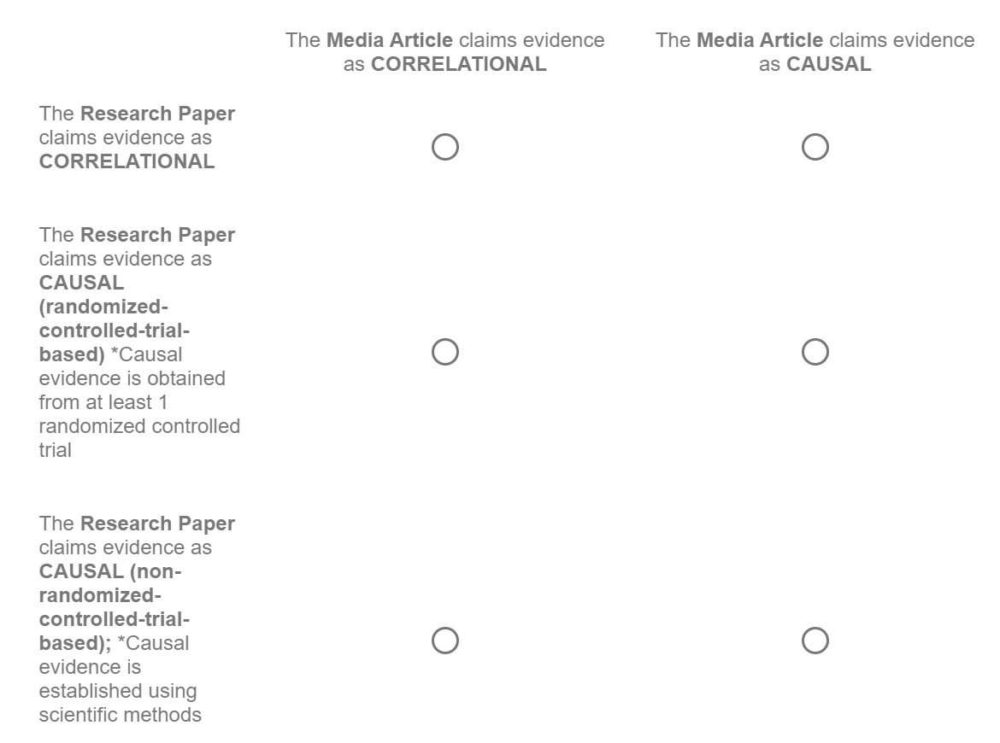 The Media Article claims evidence
as CORRELATIONAL
The Media Article claims evidence
as CAUSAL
The Research Paper
claims evidence as
CORRELATIONAL
The Research Paper
claims evidence as
CAUSAL
(randomized-
controlled-trial-
based) *Causal
evidence is obtained
from at least 1
randomized controlled
trial
The Research Paper
claims evidence as
CAUSAL (non-
randomized-
controlled-trial-
based); *Causal
evidence is
established using
scientific methods